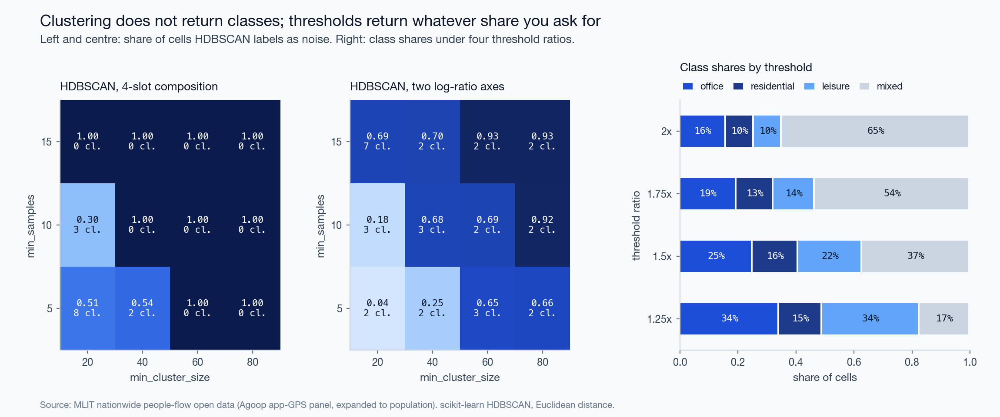 Clustering does not return classes; thresholds return whatever share you ask for
Left and centre: share of cells HDBSCAN labels as noise. Right: class shares under four threshold ratios.
HDBSCAN, 4-slot composition
min_samples
15
1.00 1.00 1.00 1.00
0 cl. 0 cl. 0 cl. 0 cl.
10
0.30 1.00 1.00 1.00
3 cl. 0 cl. 0 cl. 0 cl.
5
0.51 0.54 1.00 1.00
8 cl. 2 cl. 0 cl. 0 cl.
20 40 60 80
min_cluster_size
HDBSCAN, two log-ratio axes
min_samples
15
0.69 0.70 0.93 0.93
7 cl. 2 cl. 2 cl. 2 cl.
10
0.18 0.68 0.69 0.92
3 cl. 3 cl. 2 cl. 2 cl.
5
0.04 0.25 0.65 0.66
2 cl. 2 cl. 3 cl. 2 cl.
20 40 60 80
min_cluster_size
Class shares by threshold
office residential leisure mixed
threshold ratio
2x 16% 10% 10% 65%
1.75x 19% 13% 14% 54%
1.5x 25% 16% 22% 37%
1.25x 34% 15% 34% 17%
0.0 0.2 0.4 0.6 0.8 1.0
share of cells
Source: MLIT nationwide people-flow open data (Agoop app-GPS panel, expanded to population). scikit-learn HDBSCAN, Euclidean distance.